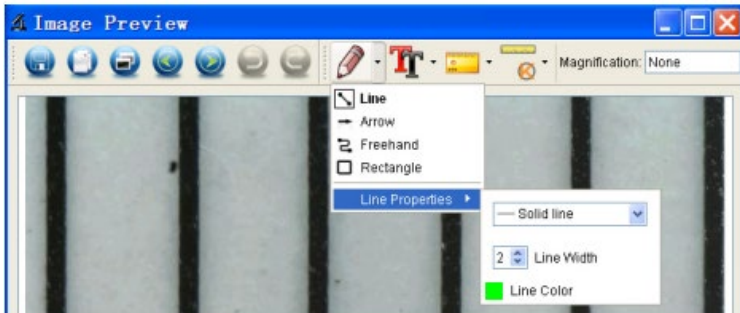 Image Preview
Magnification: None
Line
Arrow
Freehand
Rectangle
Line Properties
Solid line
2 Line Width
Line Color